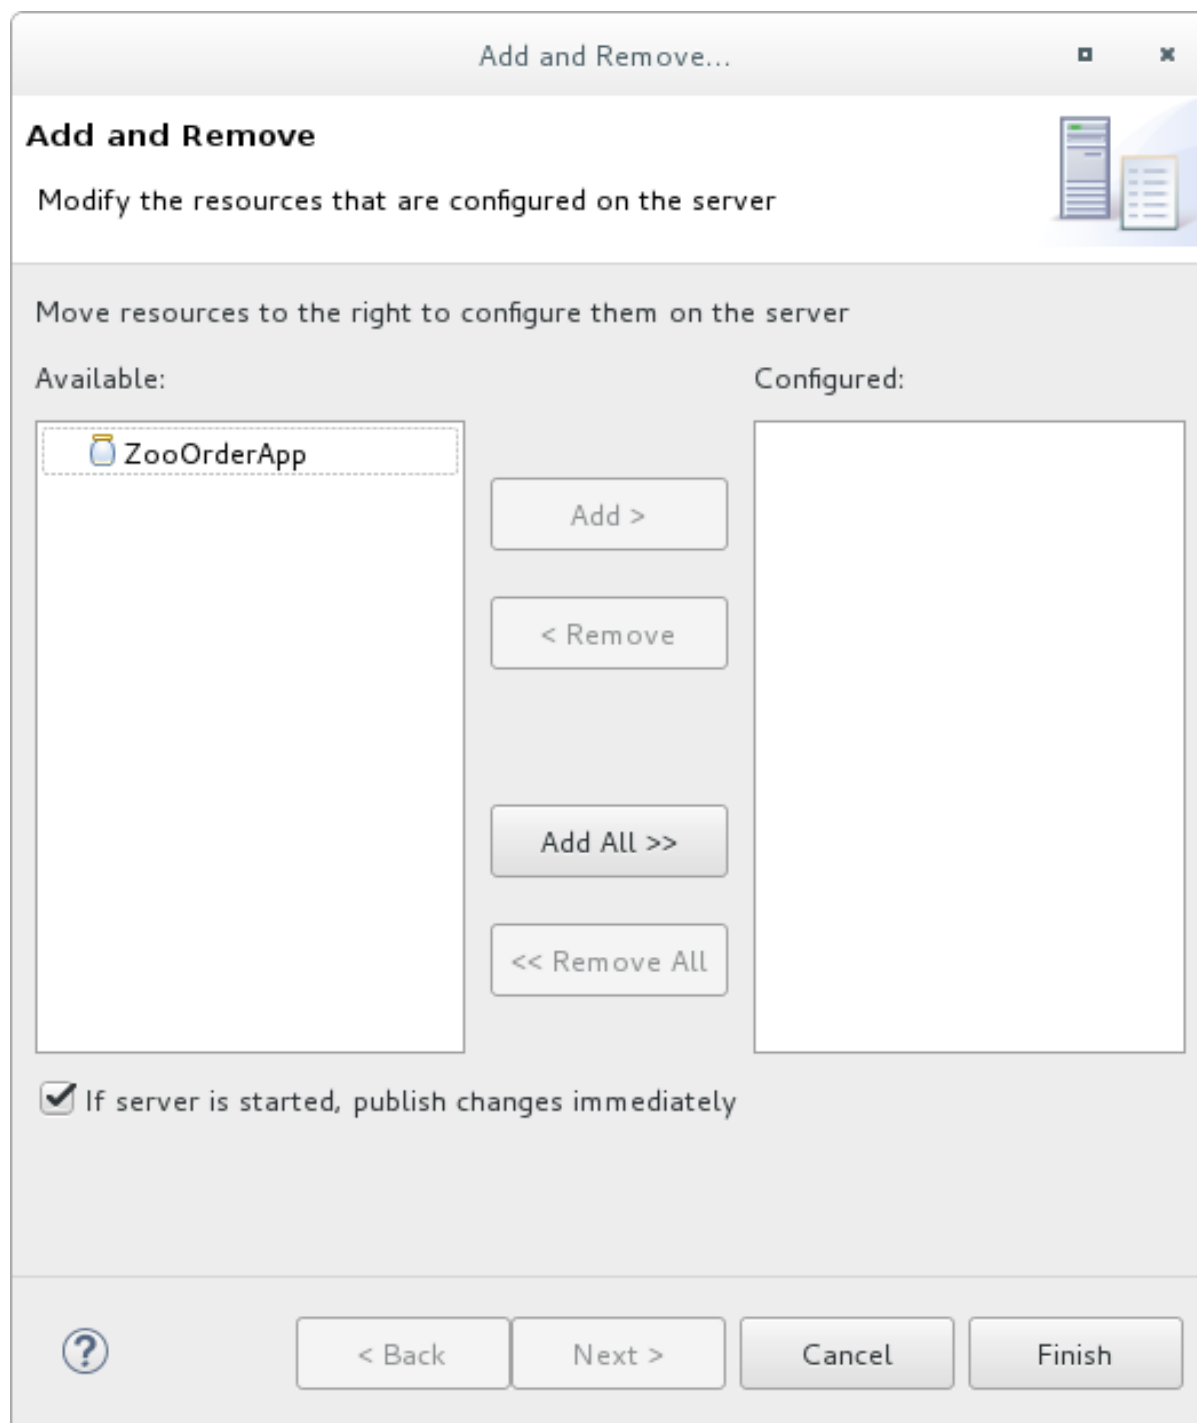 Add and Remove...
Add and Remove
Modify the resources that are configured on the server
Move resources to the right to configure them on the server
Available:
Configured:
ZooOrderApp
Add >
< Remove
Add All >>
<< Remove All
If server is started, publish changes immediately
?
< Back
Next >
Cancel
Finish